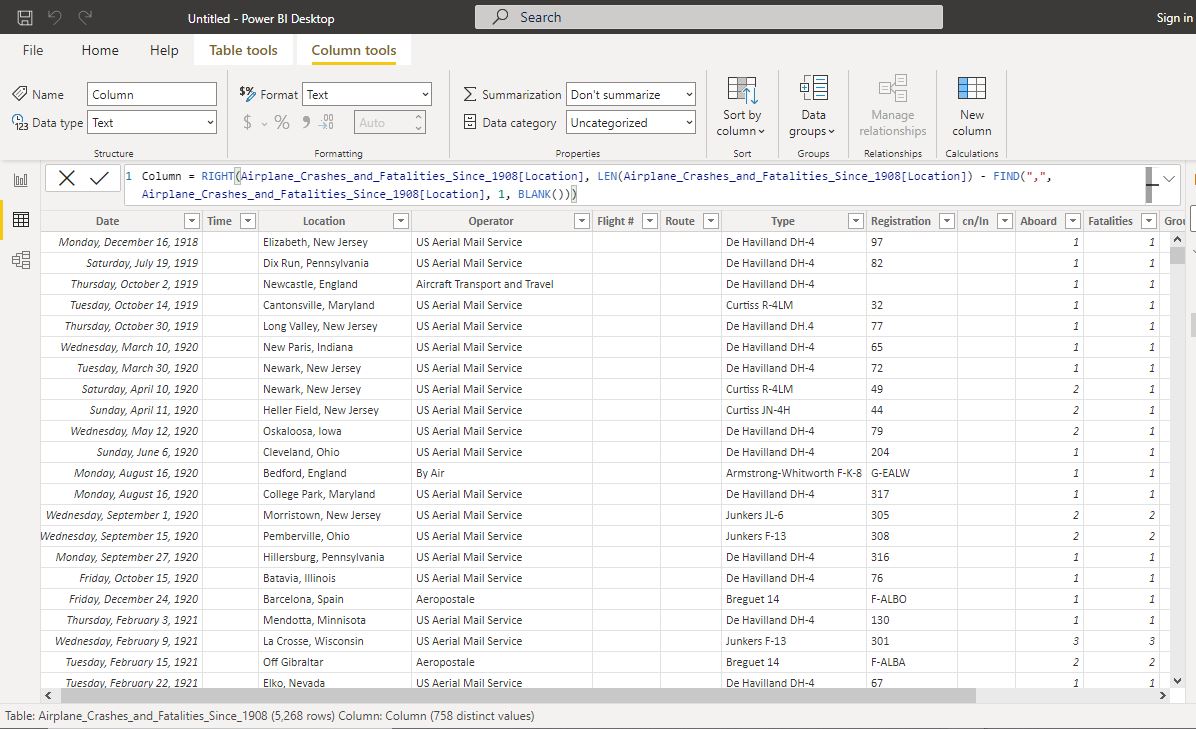 Untitled - Power BI Desktop Search Sign in
File Home Help Table tools Column tools
Name Column $% Format Text Summarization Don't summarize
Data type Text $ % Auto Data category Uncategorized
Sort by column Data groups Manage relationships New column
Structure Formatting Properties Sort Groups Relationships Calculations
1 Column = RIGHT(Airplane_Crashes_and_Fatalities_Since_1908[Location], LEN(Airplane_Crashes_and_Fatalities_Since_1908[Location]) - FIND(",",
Airplane_Crashes_and_Fatalities_Since_1908[Location], 1, BLANK()))
Date Time Location Operator Flight # Route Type Registration cn/In Aboard Fatalities Grou
Monday, December 16, 1918 Elizabeth, New Jersey US Aerial Mail Service De Havilland DH-4 97 1 1
Saturday, July 19, 1919 Dix Run, Pennsylvania US Aerial Mail Service De Havilland DH-4 82 1 1
Thursday, October 2, 1919 Newcastle, England Aircraft Transport and Travel De Havilland DH-4 1 1
Tuesday, October 14, 1919 Cantonsville, Maryland US Aerial Mail Service Curtiss R-4LM 32 1 1
Thursday, October 30, 1919 Long Valley, New Jersey US Aerial Mail Service De Havilland DH.4 77 1 1
Wednesday, March 10, 1920 New Paris, Indiana US Aerial Mail Service De Havilland DH-4 65 1 1
Tuesday, March 30, 1920 Newark, New Jersey US Aerial Mail Service De Havilland DH-4 72 1 1
Saturday, April 10, 1920 Newark, New Jersey US Aerial Mail Service Curtiss R-4LM 49 2 1
Sunday, April 11, 1920 Heller Field, New Jersey US Aerial Mail Service Curtiss JN-4H 44 2 1
Wednesday, May 12, 1920 Oskaloosa, Iowa US Aerial Mail Service De Havilland DH-4 79 2 1
Sunday, June 6, 1920 Cleveland, Ohio US Aerial Mail Service De Havilland DH-4 204 1 1
Monday, August 16, 1920 Bedford, England By Air Armstrong-Whitworth F-K-8 G-EALW 1 1
Monday, August 16, 1920 College Park, Maryland US Aerial Mail Service De Havilland DH-4 317 1 1
Wednesday, September 1, 1920 Morristown, New Jersey US Aerial Mail Service Junkers JL-6 305 2 2
Wednesday, September 15, 1920 Pemberville, Ohio US Aerial Mail Service Junkers F-13 308 2 2
Monday, September 27, 1920 Hillersburg, Pennsylvania US Aerial Mail Service De Havilland DH-4 316 1 1
Friday, October 15, 1920 Batavia, Illinois US Aerial Mail Service De Havilland DH-4 76 1 1
Friday, December 24, 1920 Barcelona, Spain Aeropostale Breguet 14 F-ALBO 1 1
Thursday, February 3, 1921 Mendotta, Minnisota US Aerial Mail Service De Havilland DH-4 130 1 1
Wednesday, February 9, 1921 La Crosse, Wisconsin US Aerial Mail Service Junkers F-13 301 3 3
Tuesday, February 15, 1921 Off Gibraltar Aeropostale Breguet 14 F-ALBA 2 2
Tuesday, February 22, 1921 Elko, Nevada US Aerial Mail Service De Havilland DH-4 67 1 1
Table: Airplane_Crashes_and_Fatalities_Since_1908 (5,268 rows) Column: Column (758 distinct values)